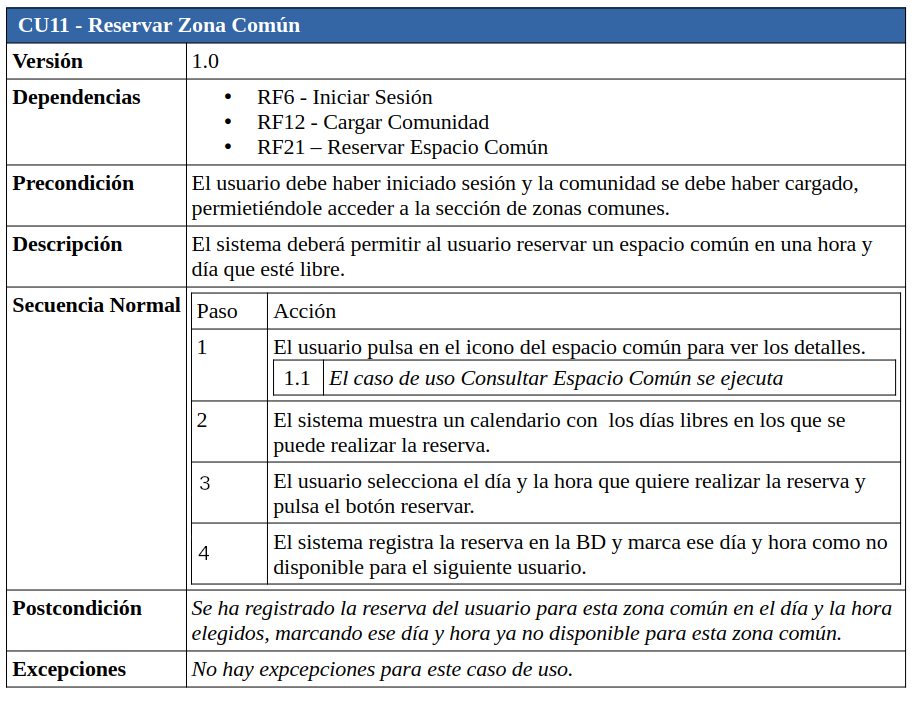 CU11 - Reservar Zona Común
Versión 1.0
Dependencias
• RF6 - Iniciar Sesión
• RF12 - Cargar Comunidad
• RF21 – Reservar Espacio Común
Precondición El usuario debe haber iniciado sesión y la comunidad se debe haber cargado,
permietiéndole acceder a la sección de zonas comunes.
Descripción El sistema deberá permitir al usuario reservar un espacio común en una hora y
día que esté libre.
Secuencia Normal
Paso Acción
1 El usuario pulsa en el icono del espacio común para ver los detalles.
1.1 El caso de uso Consultar Espacio Común se ejecuta
2 El sistema muestra un calendario con los días libres en los que se
puede realizar la reserva.
3 El usuario selecciona el día y la hora que quiere realizar la reserva y
pulsa el botón reservar.
4 El sistema registra la reserva en la BD y marca ese día y hora como no
disponible para el siguiente usuario.
Postcondición Se ha registrado la reserva del usuario para esta zona común en el día y la hora
elegidos, marcando ese día y hora ya no disponible para esta zona común.
Excepciones No hay expcepciones para este caso de uso.